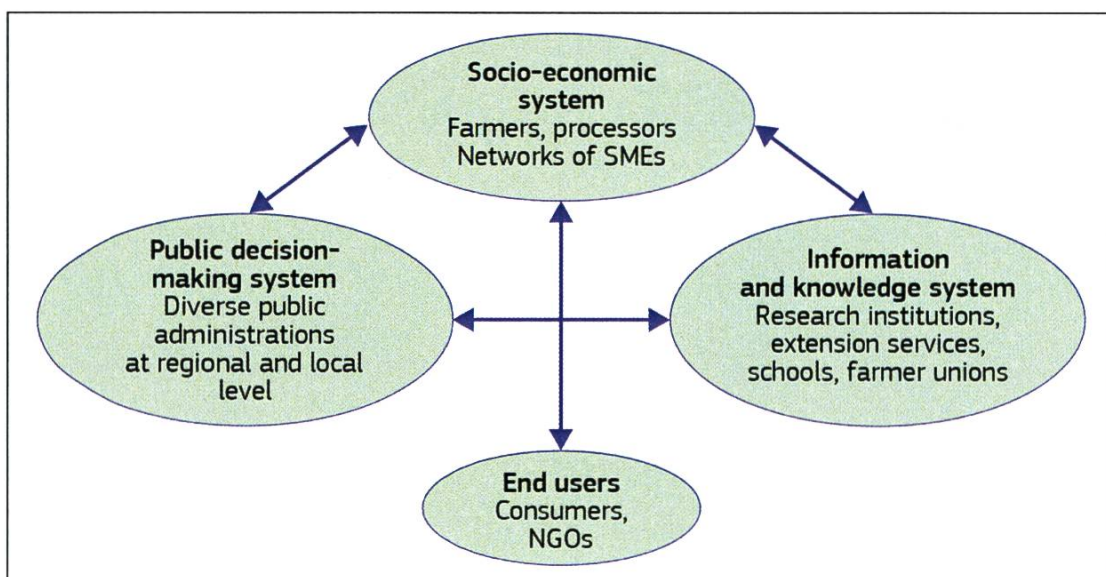 Socio-economic
system
Farmers, processors
Networks of SMEs
Public decision-
making system
Diverse public
administrations
at regional and local
level
Information
and knowledge system
Research institutions,
extension services,
schools, farmer unions
End users
Consumers,
NGOs